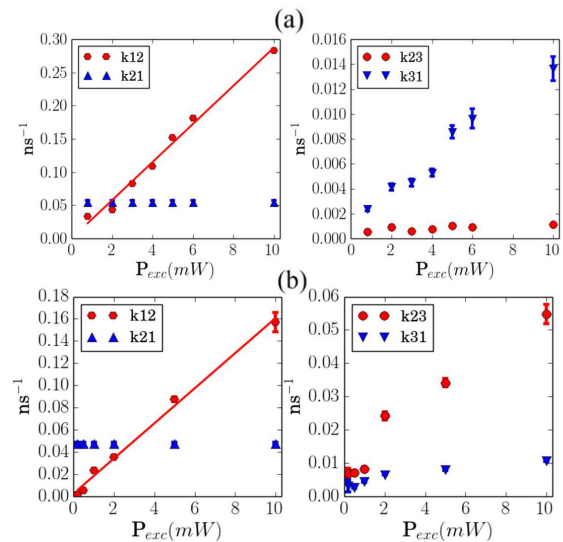 (a)
0.30
0.25
0.20
0.15
0.10
0.05
0.00
ns⁻¹
k12
k21
0 2 4 6 8 10
P_exc(mW)
0.016
0.014
0.012
0.010
0.008
0.006
0.004
0.002
0.000
ns⁻¹
k23
k31
0 2 4 6 8 10
P_exc(mW)
(b)
0.18
0.16
0.14
0.12
0.10
0.08
0.06
0.04
0.02
0.00
ns⁻¹
k12
k21
0 2 4 6 8 10
P_exc(mW)
0.06
0.05
0.04
0.03
0.02
0.01
0.00
ns⁻¹
k23
k31
0 2 4 6 8 10
P_exc(mW)